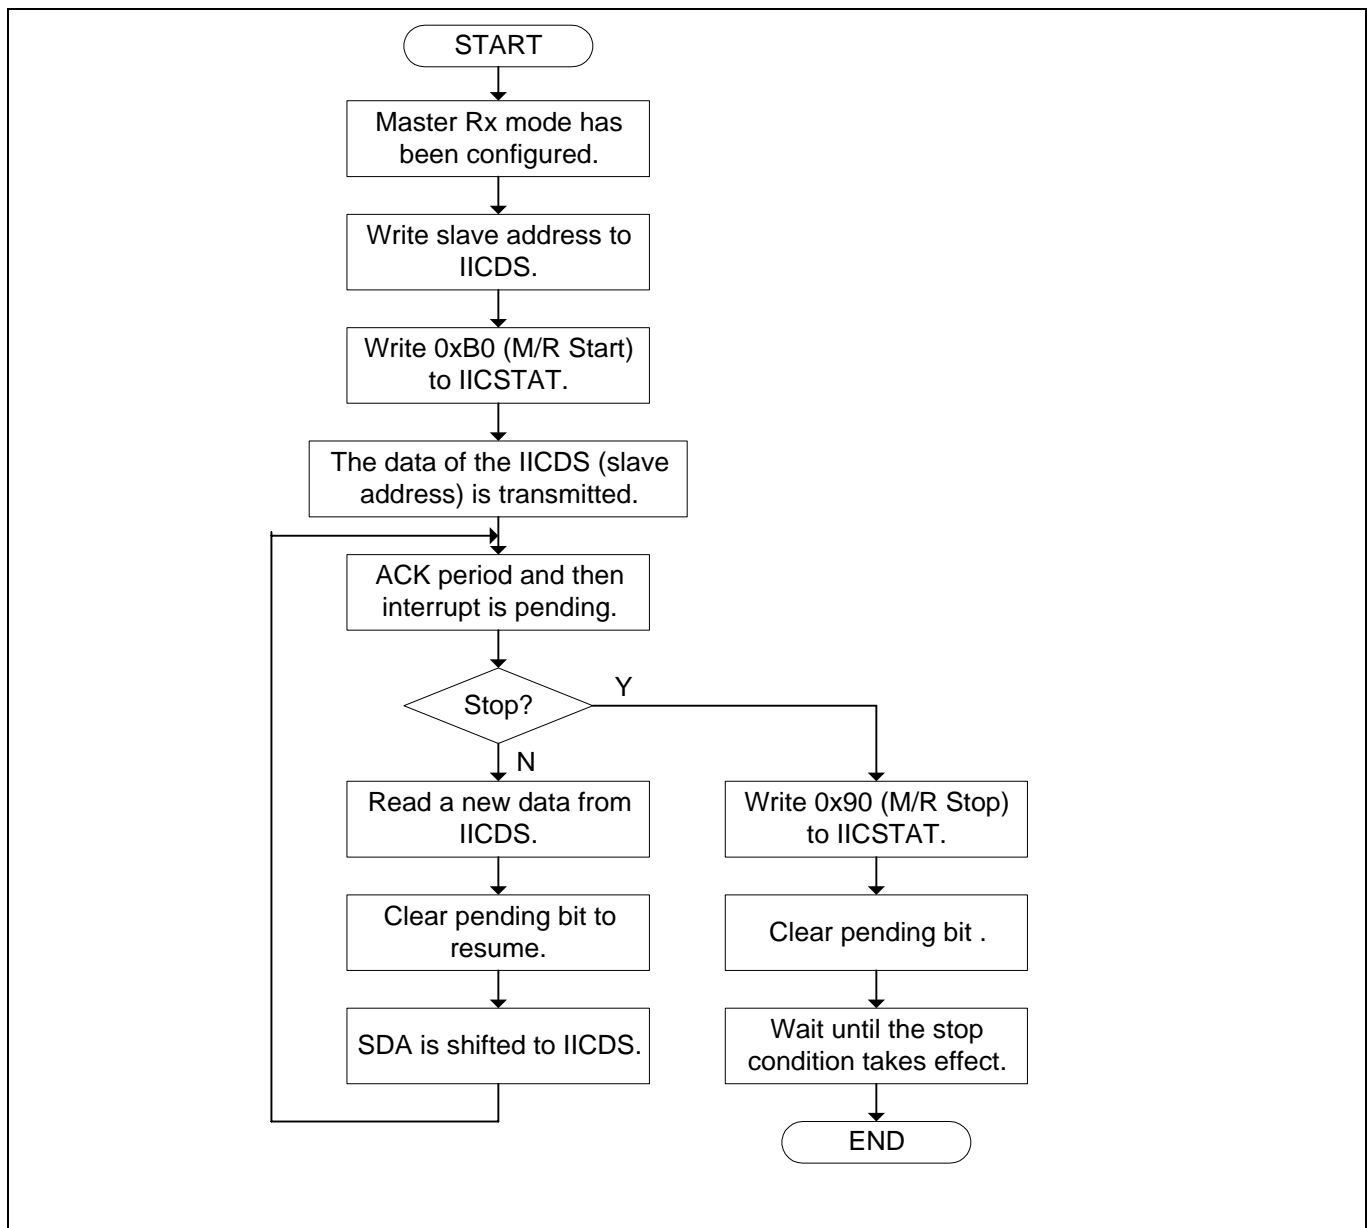 START
Master Rx mode has
been configured.
Write slave address to
IICDS.
Write 0xB0 (M/R Start)
to IICSTAT.
The data of the IICDS (slave
address) is transmitted.
ACK period and then
interrupt is pending.
Stop?
Y
N
Read a new data from
IICDS.
Clear pending bit to
resume.
SDA is shifted to IICDS.
Write 0x90 (M/R Stop)
to IICSTAT.
Clear pending bit .
Wait until the stop
condition takes effect.
END